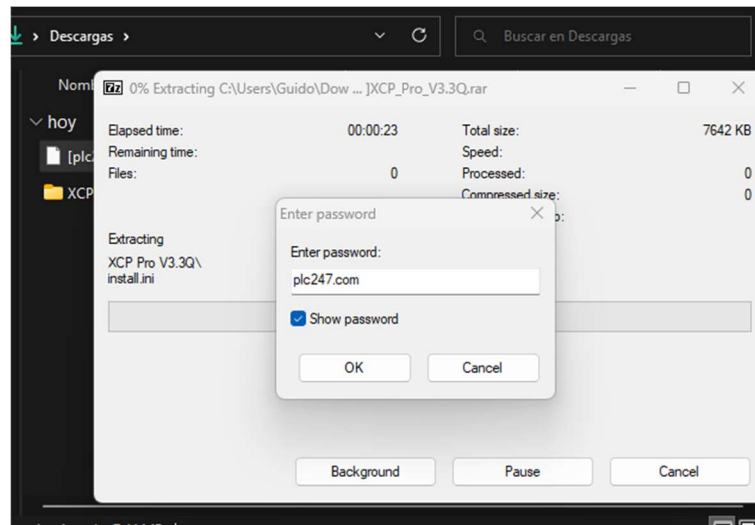 Descargas
Buscar en Descargas
Nomb
0% Extracting C:\Users\Guido\Dow ... ]XCP_Pro_V3.3Q.rar
hoy
Elapsed time: 00:00:23 Total size: 7642 KB
[plc
Remaining time: Speed:
Files: 0 Processed: 0
XCP
Compressed size: 0
Enter password
Extracting
Enter password:
XCP Pro V3.3Q\
install.ini
plc247.com
Show password
OK Cancel
Background Pause Cancel